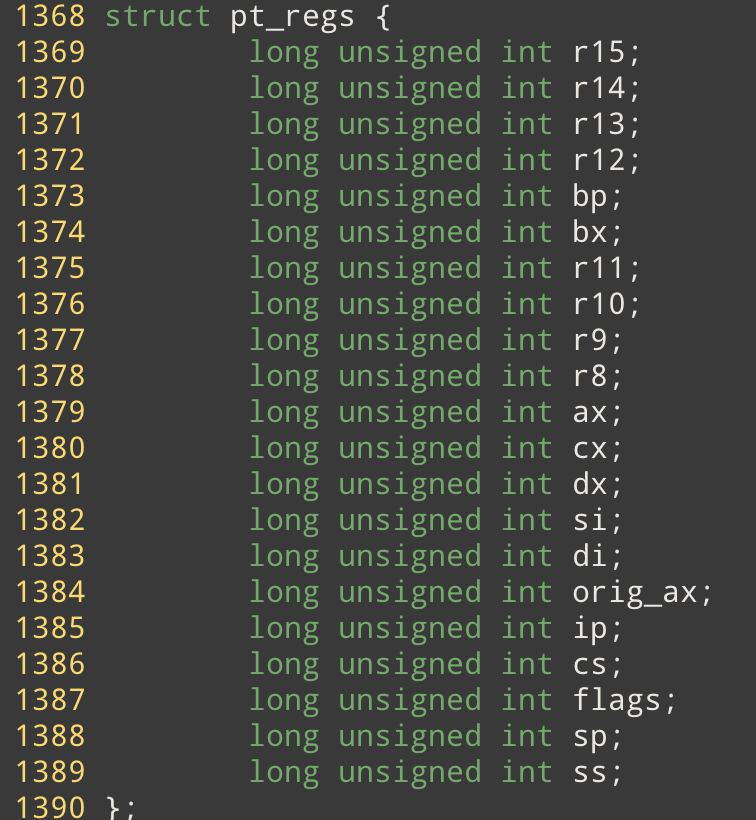 1368 struct pt_regs {
1369         long unsigned int r15;
1370         long unsigned int r14;
1371         long unsigned int r13;
1372         long unsigned int r12;
1373         long unsigned int bp;
1374         long unsigned int bx;
1375         long unsigned int r11;
1376         long unsigned int r10;
1377         long unsigned int r9;
1378         long unsigned int r8;
1379         long unsigned int ax;
1380         long unsigned int cx;
1381         long unsigned int dx;
1382         long unsigned int si;
1383         long unsigned int di;
1384         long unsigned int orig_ax;
1385         long unsigned int ip;
1386         long unsigned int cs;
1387         long unsigned int flags;
1388         long unsigned int sp;
1389         long unsigned int ss;
1390 };